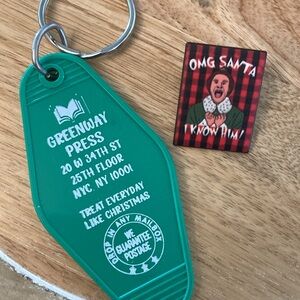 GREENWAY
PRESS
20 W 34TH ST
25TH FLOOR
NYC, NY 10001
TREAT EVERYDAY
LIKE CHRISTMAS
DROP IN ANY MAILBOX
WE
GUARANTEE
POSTAGE
OMG SANTA
I KNOW HIM!